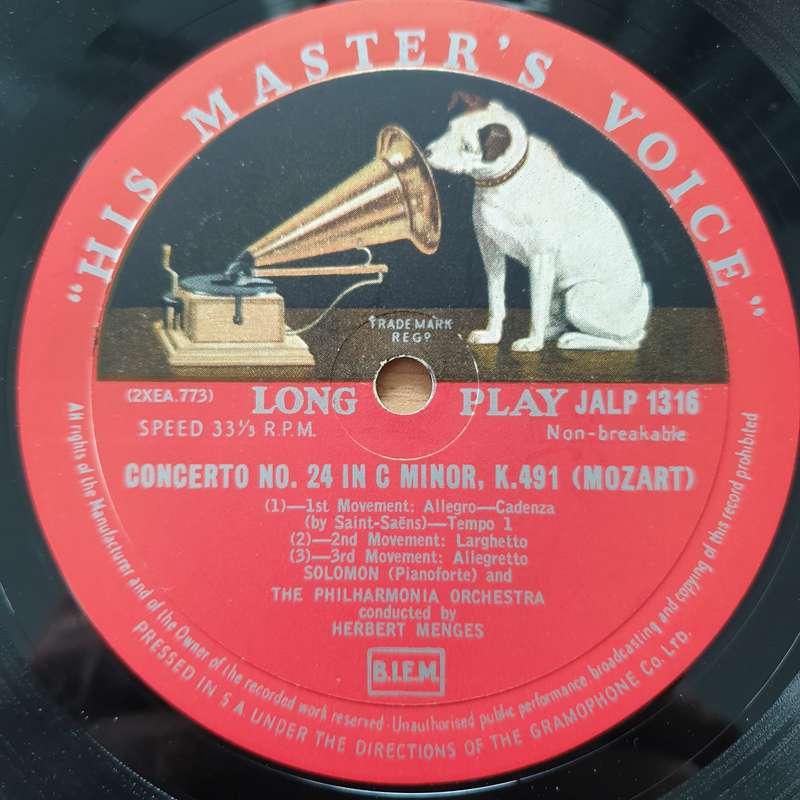 "HIS MASTER'S VOICE"
TRADE MARK
REGD
(2XEA.773) LONG PLAY JALP 1316
SPEED 33⅓ R.P.M. Non-breakable
CONCERTO NO. 24 IN C MINOR, K.491 (MOZART)
(1)—1st Movement: Allegro—Cadenza
(by Saint-Saëns)—Tempo 1
(2)—2nd Movement: Larghetto
(3)—3rd Movement: Allegretto
SOLOMON (Pianoforte) and
THE PHILHARMONIA ORCHESTRA
conducted by
HERBERT MENGES
B.I.E.M.
All rights of the Manufacturer and of the Owner of the recorded work reserved · Unauthorised public performance broadcasting and copying of this record prohibited
PRESSED IN S A UNDER THE DIRECTIONS OF THE GRAMOPHONE CO. LTD.